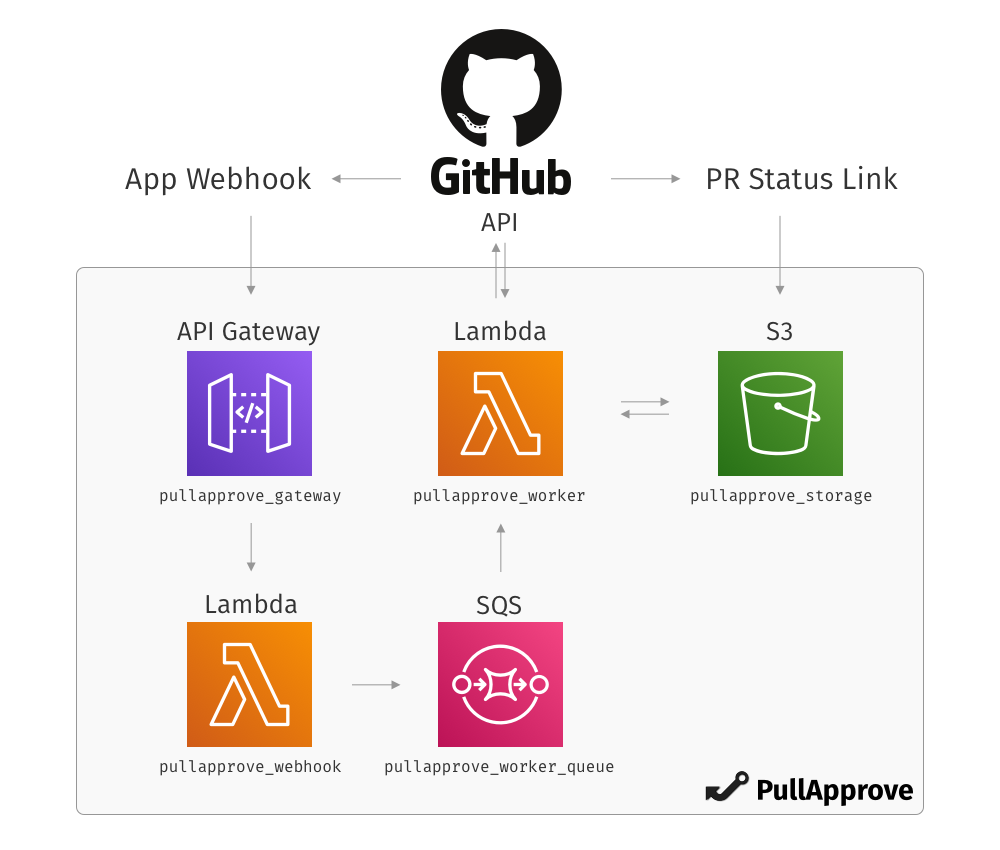 GitHub
App Webhook
PR Status Link
API
API Gateway
Lambda
S3
</>
pullapprove_gateway
pullapprove_worker
pullapprove_storage
Lambda
SQS
pullapprove_webhook
pullapprove_worker_queue
PullApprove